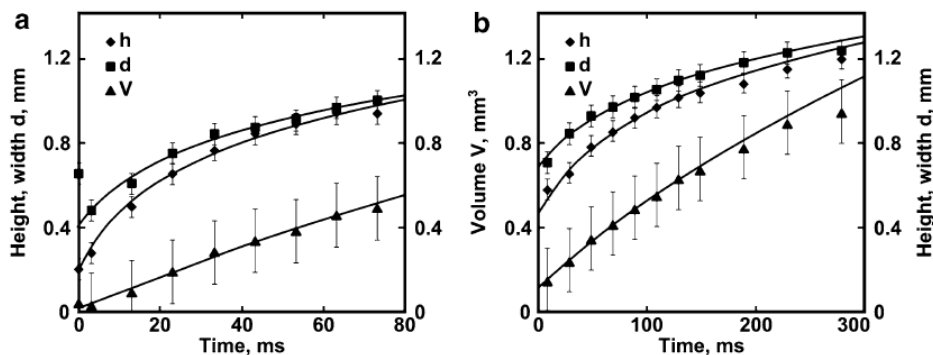 a
b
Height, width d, mm
1.2
0.8
0.4
0
h
d
V
1.2
0.8
0.4
0
0
20
40
60
80
Time, ms
Volume V, mm³
1.2
0.8
0.4
0
h
d
V
1.2
0.8
0.4
0
Height, width d, mm
0
100
200
300
Time, ms